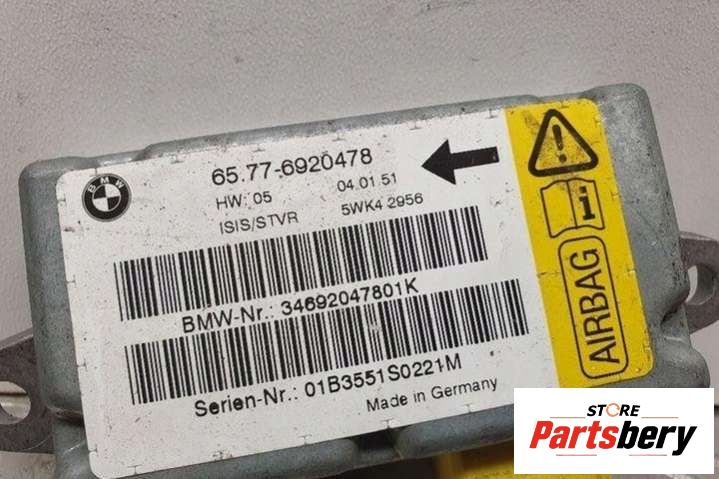 BMW
65.77-6920478
HW: 05 04.01.51
ISIS/STVR 5WK4 2956
BMW-Nr.: 34692047801K
Serien-Nr.: 01B3551S0221M
Made in Germany
AIRBAG
STORE
Partsbery